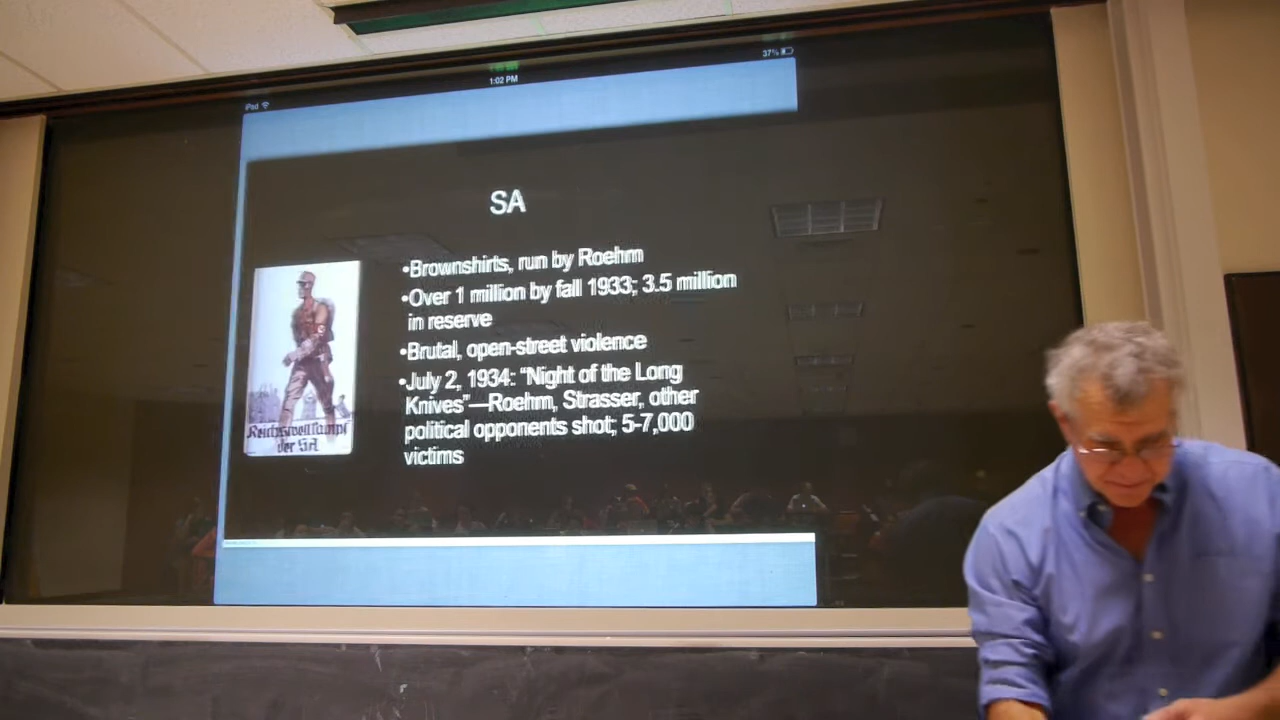 iPod
1:02 PM
37%
SA
•Brownshirts, run by Roehm
•Over 1 million by fall 1933; 3.5 million
in reserve
•Brutal, open-street violence
•July 2, 1934: “Night of the Long
Knives”—Roehm, Strasser, other
political opponents shot; 5-7,000
victims
Reichswettkampf
der SA